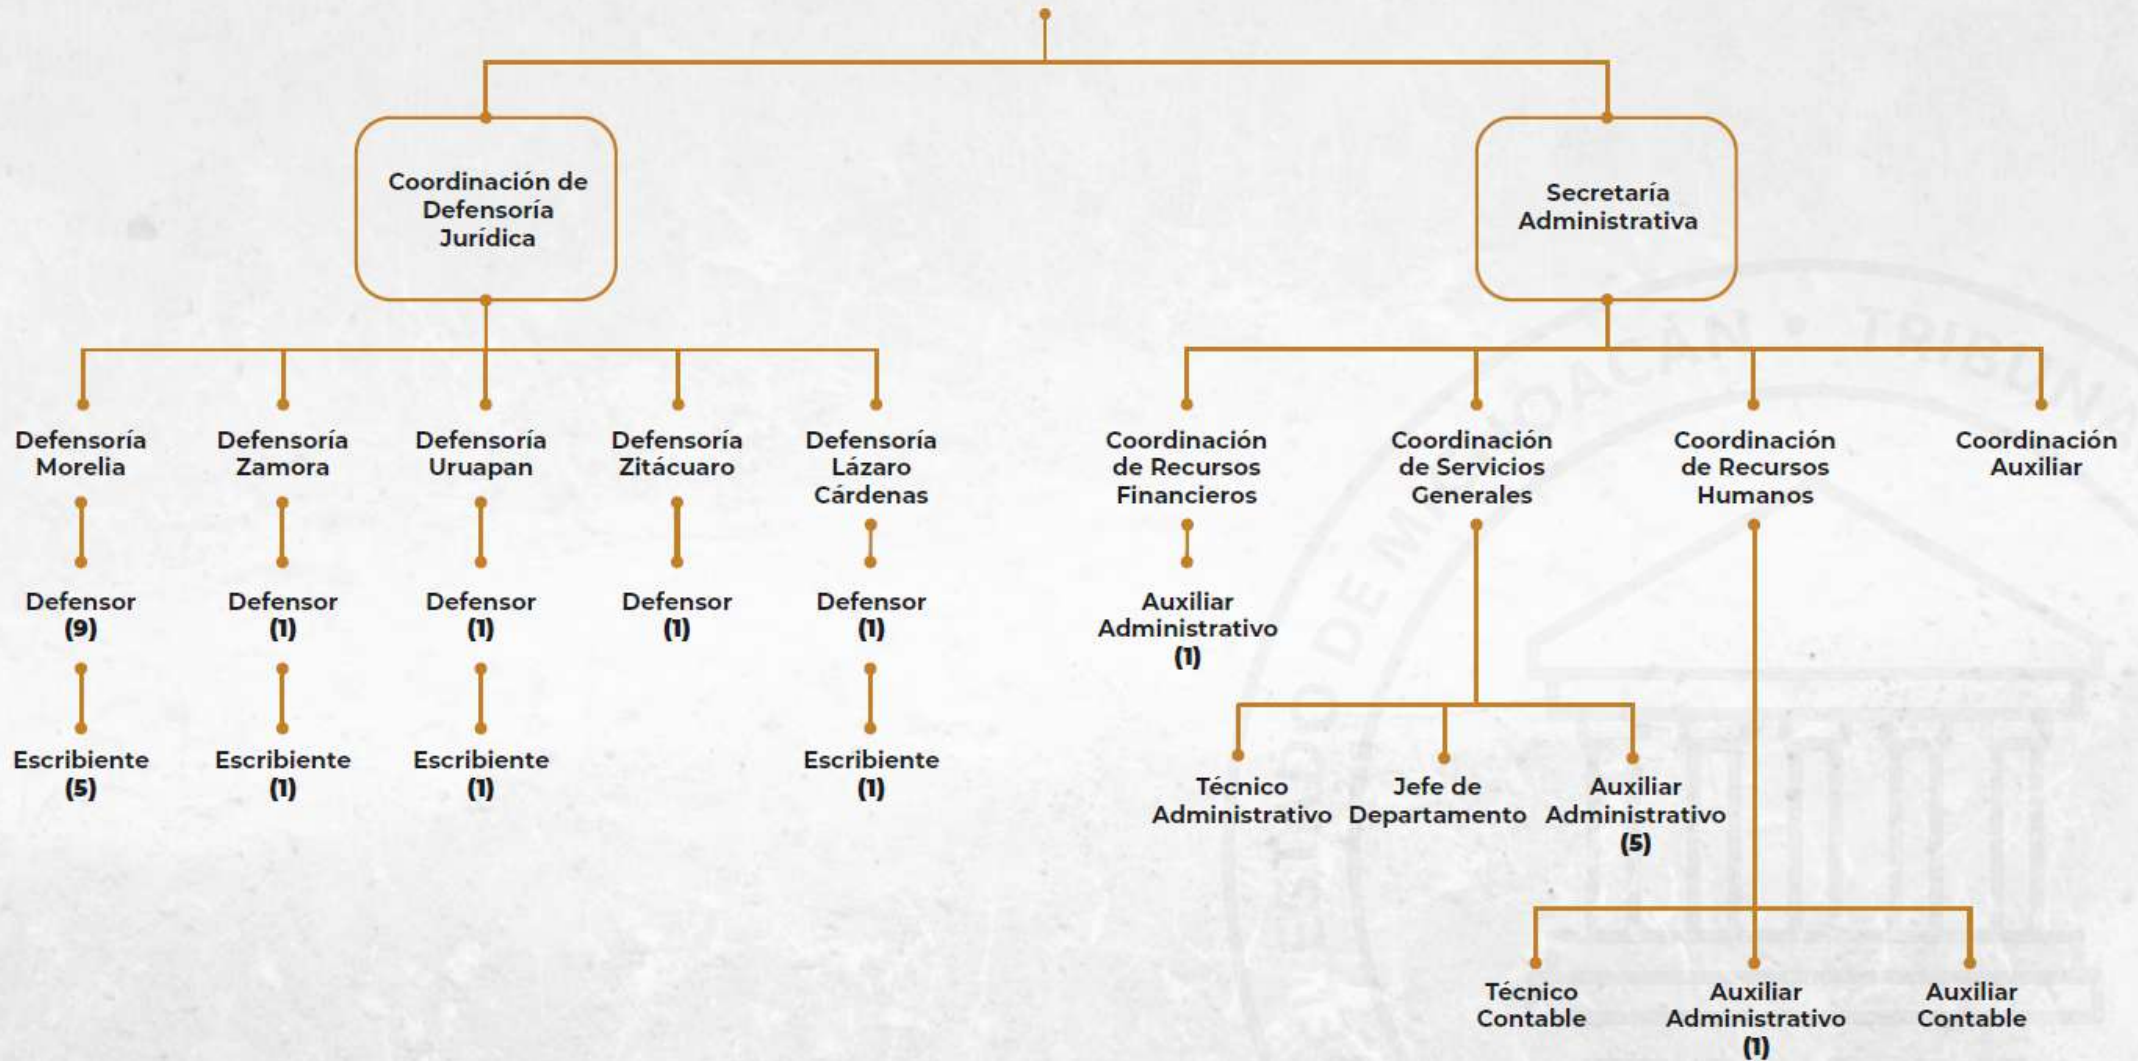 Coordinación de
Defensoría
Jurídica
Secretaría
Administrativa
Defensoría
Morelia
Defensoría
Zamora
Defensoría
Uruapan
Defensoría
Zitácuaro
Defensoría
Lázaro
Cárdenas
Coordinación
de Recursos
Financieros
Coordinación
de Servicios
Generales
Coordinación
de Recursos
Humanos
Coordinación
Auxiliar
Defensor
(9)
Defensor
(1)
Defensor
(1)
Defensor
(1)
Defensor
(1)
Auxiliar
Administrativo
(1)
Escribiente
(5)
Escribiente
(1)
Escribiente
(1)
Escribiente
(1)
Técnico
Administrativo
Jefe de
Departamento
Auxiliar
Administrativo
(5)
Técnico
Contable
Auxiliar
Administrativo
(1)
Auxiliar
Contable